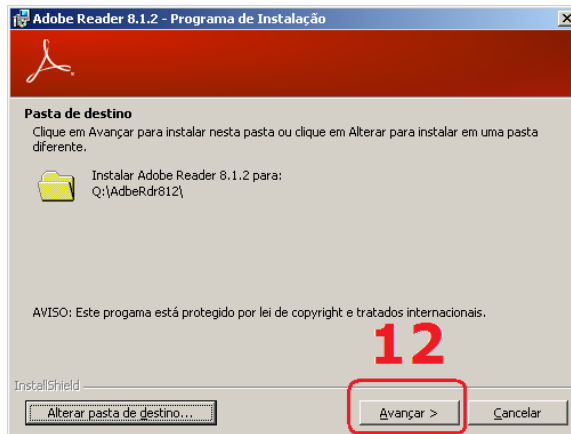 Adobe Reader 8.1.2 - Programa de Instalação
Pasta de destino
Clique em Avançar para instalar nesta pasta ou clique em Alterar para instalar em uma pasta
diferente.
Instalar Adobe Reader 8.1.2 para:
Q:\AdbeRdr812\
AVISO: Este progama está protegido por lei de copyright e tratados internacionais.
12
InstallShield
Alterar pasta de destino...
Avançar >
Cancelar